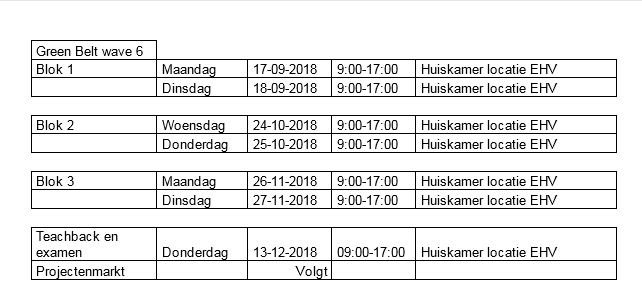 Green Belt wave 6
Blok 1 Maandag 17-09-2018 9:00-17:00 Huiskamer locatie EHV
Dinsdag 18-09-2018 9:00-17:00 Huiskamer locatie EHV
Blok 2 Woensdag 24-10-2018 9:00-17:00 Huiskamer locatie EHV
Donderdag 25-10-2018 9:00-17:00 Huiskamer locatie EHV
Blok 3 Maandag 26-11-2018 9:00-17:00 Huiskamer locatie EHV
Dinsdag 27-11-2018 9:00-17:00 Huiskamer locatie EHV
Teachback en
examen Donderdag 13-12-2018 09:00-17:00 Huiskamer locatie EHV
Projectenmarkt Volgt